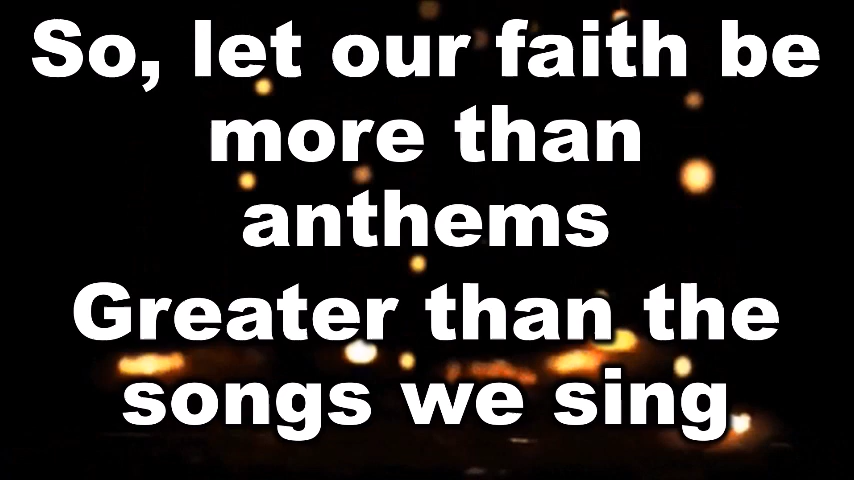 So, let our faith be
more than
anthems
Greater than the
songs we sing